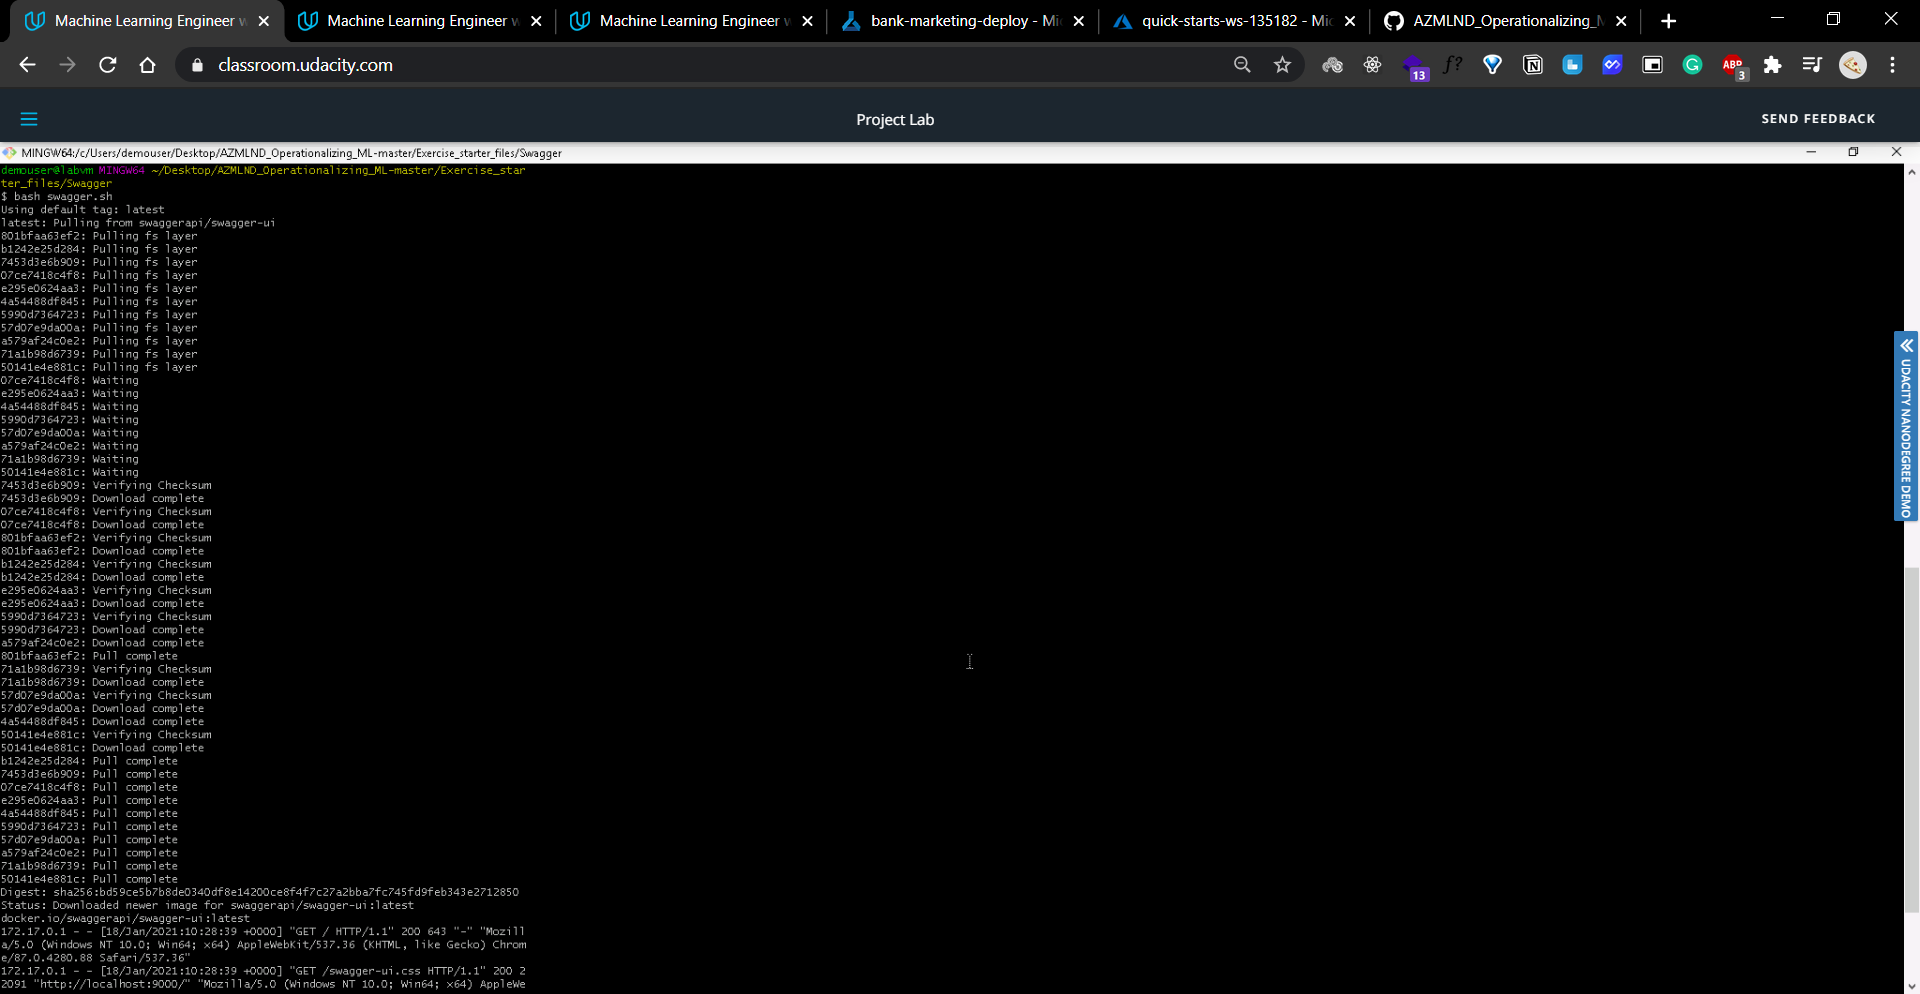 Machine Learning Engineer w
Machine Learning Engineer w
Machine Learning Engineer w
bank-marketing-deploy - Mi
quick-starts-ws-135182 - Mic
AZMLND_Operationalizing_M
classroom.udacity.com
13
f?
ABP
3
Project Lab
SEND FEEDBACK
MINGW64:/c/Users/demouser/Desktop/AZMLND_Operationalizing_ML-master/Exercise_starter_files/Swagger
demouser@labvm MINGW64 ~/Desktop/AZMLND_Operationalizing_ML-master/Exercise_star
ter_files/Swagger
$ bash swagger.sh
Using default tag: latest
latest: Pulling from swaggerapi/swagger-ui
801bfaa63ef2: Pulling fs layer
b1242e25d284: Pulling fs layer
7453d3e6b909: Pulling fs layer
07ce7418c4f8: Pulling fs layer
e295e0624aa3: Pulling fs layer
4a54488df845: Pulling fs layer
5990d7364723: Pulling fs layer
57d07e9da00a: Pulling fs layer
a579af24c0e2: Pulling fs layer
71a1b98d6739: Pulling fs layer
50141e4e881c: Pulling fs layer
07ce7418c4f8: Waiting
e295e0624aa3: Waiting
4a54488df845: Waiting
5990d7364723: Waiting
57d07e9da00a: Waiting
a579af24c0e2: Waiting
71a1b98d6739: Waiting
50141e4e881c: Waiting
7453d3e6b909: Verifying Checksum
7453d3e6b909: Download complete
07ce7418c4f8: Verifying Checksum
07ce7418c4f8: Download complete
801bfaa63ef2: Verifying Checksum
801bfaa63ef2: Download complete
b1242e25d284: Verifying Checksum
b1242e25d284: Download complete
e295e0624aa3: Verifying Checksum
e295e0624aa3: Download complete
5990d7364723: Verifying Checksum
5990d7364723: Download complete
a579af24c0e2: Download complete
801bfaa63ef2: Pull complete
71a1b98d6739: Verifying Checksum
71a1b98d6739: Download complete
57d07e9da00a: Verifying Checksum
57d07e9da00a: Download complete
4a54488df845: Download complete
50141e4e881c: Verifying Checksum
50141e4e881c: Download complete
b1242e25d284: Pull complete
7453d3e6b909: Pull complete
07ce7418c4f8: Pull complete
e295e0624aa3: Pull complete
4a54488df845: Pull complete
5990d7364723: Pull complete
57d07e9da00a: Pull complete
a579af24c0e2: Pull complete
71a1b98d6739: Pull complete
50141e4e881c: Pull complete
Digest: sha256:bd59ce5b7b8de0340df8e14200ce8f4f7c27a2bba7fc745fd9feb343e2712850
Status: Downloaded newer image for swaggerapi/swagger-ui:latest
docker.io/swaggerapi/swagger-ui:latest
172.17.0.1 - - [18/Jan/2021:10:28:39 +0000] "GET / HTTP/1.1" 200 643 "-" "Mozill
a/5.0 (Windows NT 10.0; Win64; x64) AppleWebKit/537.36 (KHTML, like Gecko) Chrom
e/87.0.4280.88 Safari/537.36"
172.17.0.1 - - [18/Jan/2021:10:28:39 +0000] "GET /swagger-ui.css HTTP/1.1" 200 2
2091 "http://localhost:9000/" "Mozilla/5.0 (Windows NT 10.0; Win64; x64) AppleWe
UDACITY NANODEGREE DEMO